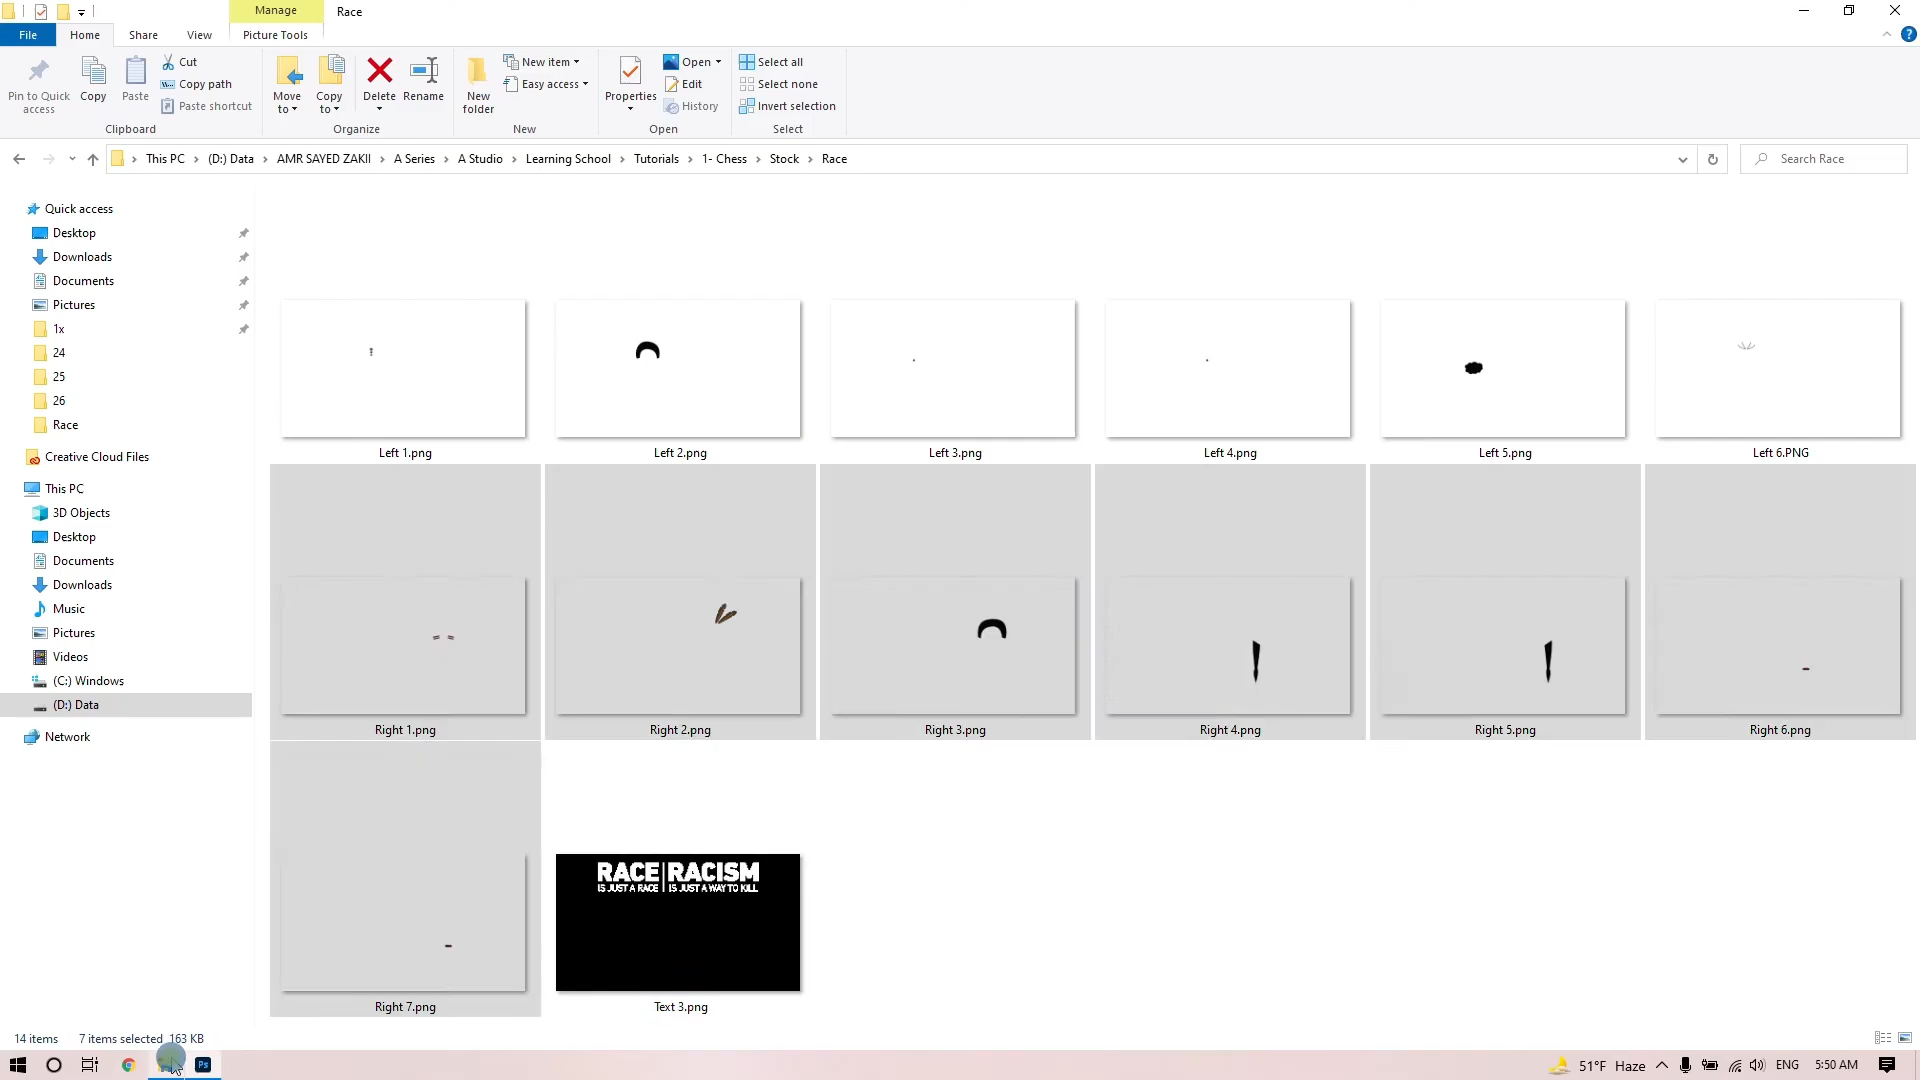 Manage
Race
File
Home
Share
View
Picture Tools
Pin to Quick access
Copy
Paste
Cut
Copy path
Paste shortcut
Clipboard
Move to
Copy to
Delete
Rename
Organize
New folder
New item
Easy access
New
Properties
Open
Edit
History
Open
Select all
Select none
Invert selection
Select
This PC > (D:) Data > AMR SAYED ZAKII > A Series > A Studio > Learning School > Tutorials > 1- Chess > Stock > Race
Search Race
Quick access
Desktop
Downloads
Documents
Pictures
1x
24
25
26
Race
Creative Cloud Files
This PC
3D Objects
Desktop
Documents
Downloads
Music
Pictures
Videos
(C:) Windows
(D:) Data
Network
Left 1.png
Left 2.png
Left 3.png
Left 4.png
Left 5.png
Left 6.PNG
Right 1.png
Right 2.png
Right 3.png
Right 4.png
Right 5.png
Right 6.png
RACE|RACISM
IS JUST A RACE | IS JUST A WAY TO KILL
Right 7.png
Text 3.png
14 items
7 items selected 163 KB
Ps
51°F Haze
ENG
5:50 AM